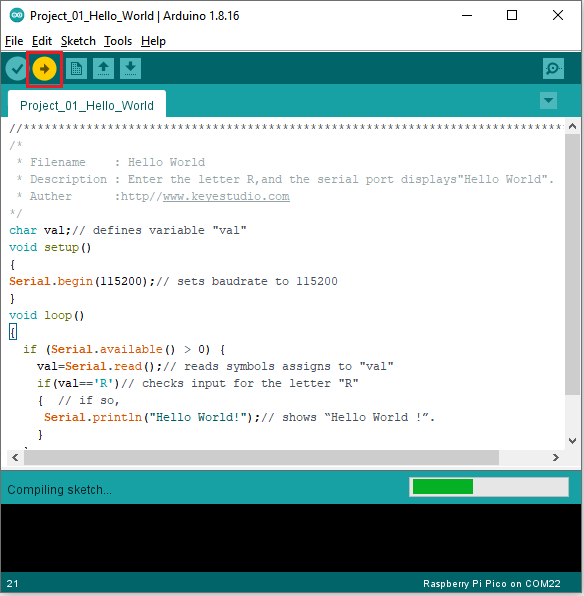 Project_01_Hello_World | Arduino 1.8.16
File Edit Sketch Tools Help
Project_01_Hello_World
//*****************************************************************************
/*
 * Filename    : Hello World
 * Description : Enter the letter R,and the serial port displays"Hello World".
 * Auther      :http//www.keyestudio.com
*/
char val;// defines variable "val"
void setup()
{
Serial.begin(115200);// sets baudrate to 115200
}
void loop()
{
  if (Serial.available() > 0) {
    val=Serial.read();// reads symbols assigns to "val"
    if(val=='R')// checks input for the letter "R"
    {  // if so,
     Serial.println("Hello World!");// shows “Hello World !”.
    }
Compiling sketch...
21 Raspberry Pi Pico on COM22